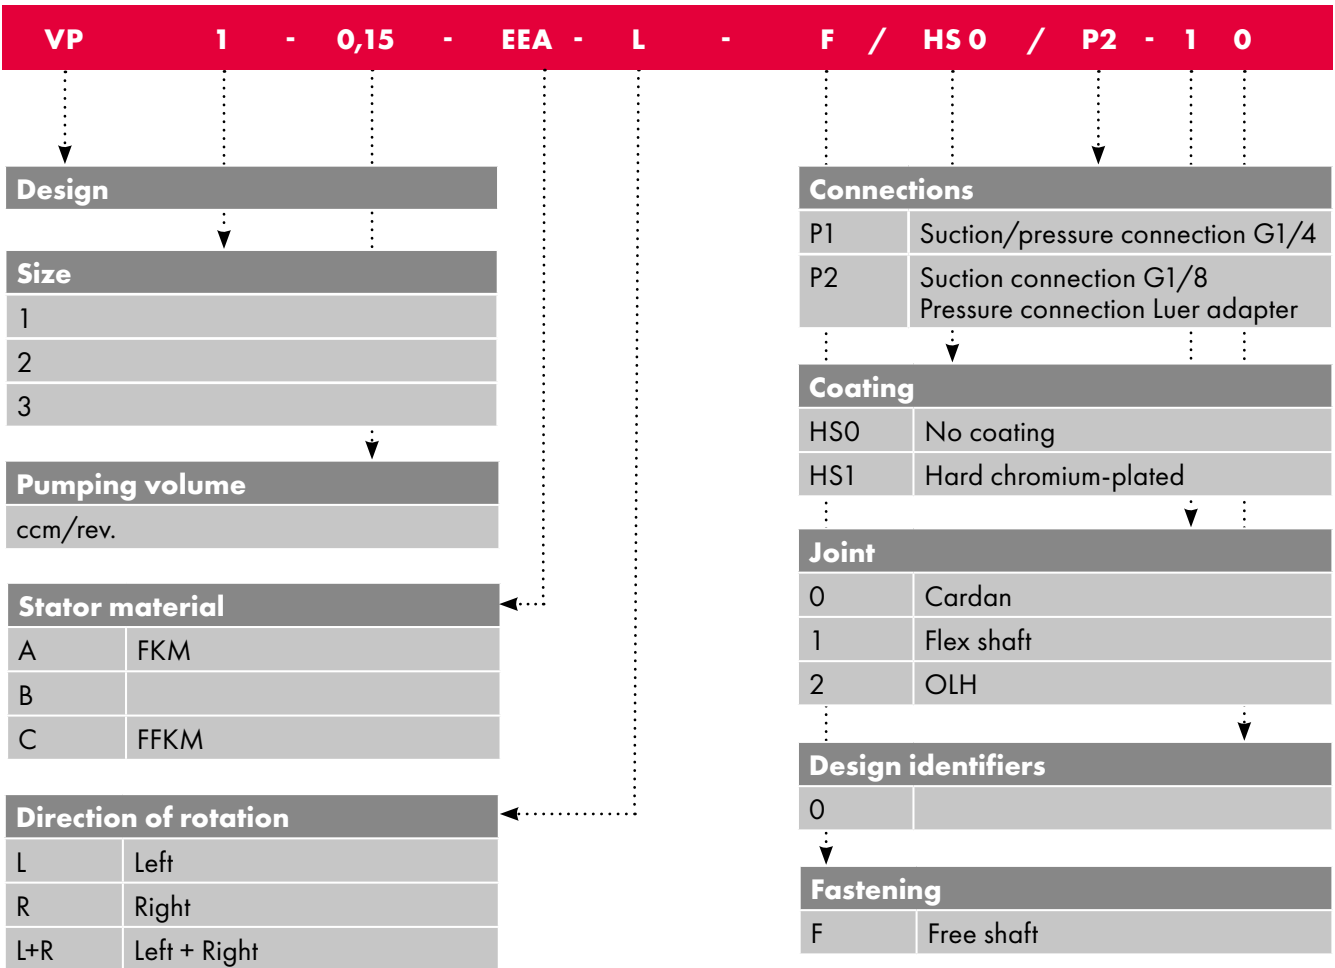 VP 1 - 0,15 - EEA - L - F / HS 0 / P2 - 1 0
Design
Size
1
2
3
Pumping volume
ccm/rev.
Stator material
A FKM
B
C FFKM
Direction of rotation
L Left
R Right
L+R Left + Right
Connections
P1 Suction/pressure connection G1/4
P2 Suction connection G1/8
Pressure connection Luer adapter
Coating
HS0 No coating
HS1 Hard chromium-plated
Joint
0 Cardan
1 Flex shaft
2 OLH
Design identifiers
0
Fastening
F Free shaft